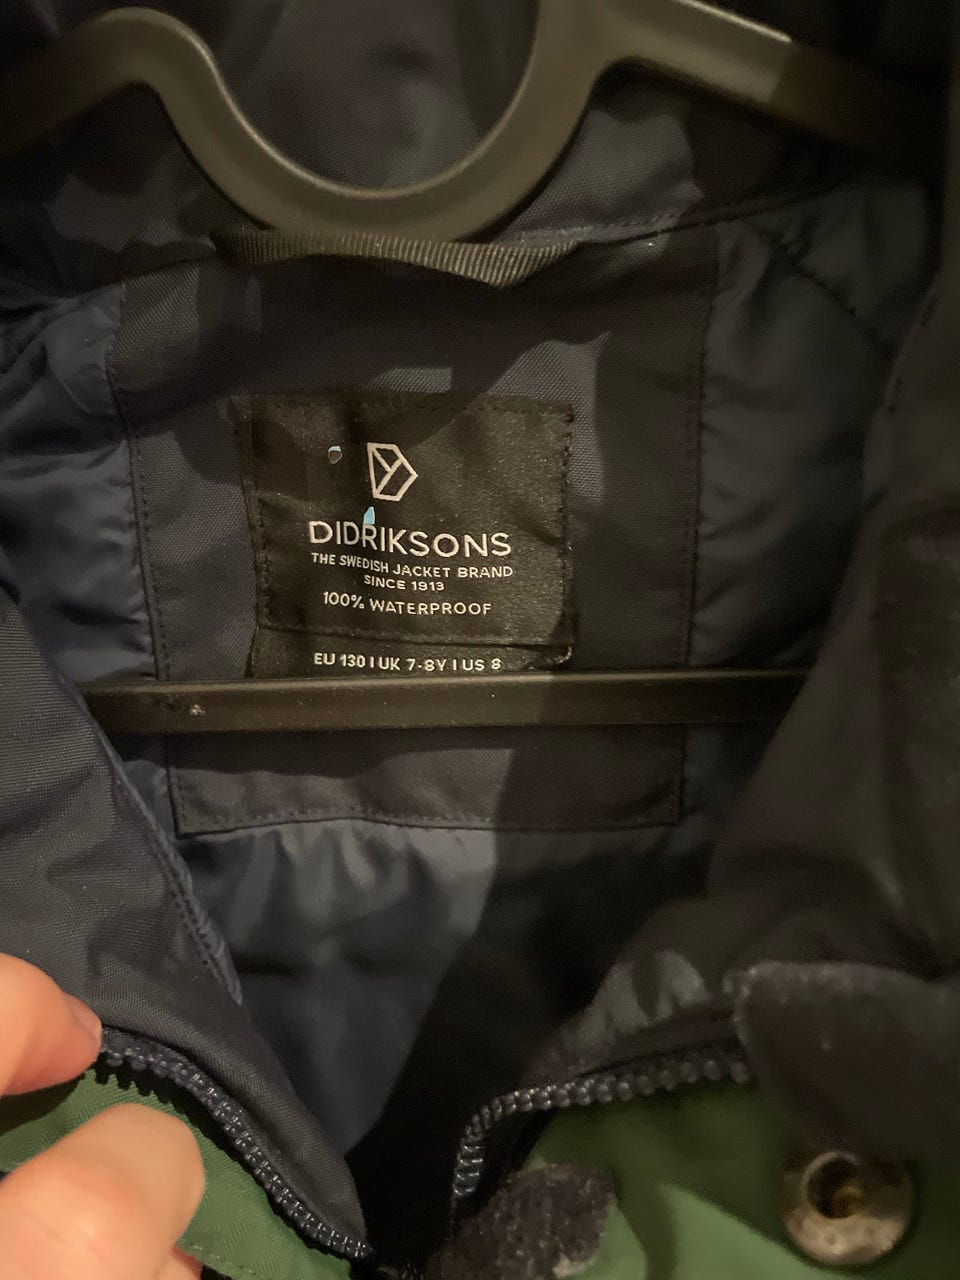 DIDRIKSONS
THE SWEDISH JACKET BRAND
SINCE 1913
100% WATERPROOF
EU 130 | UK 7-8Y | US 8